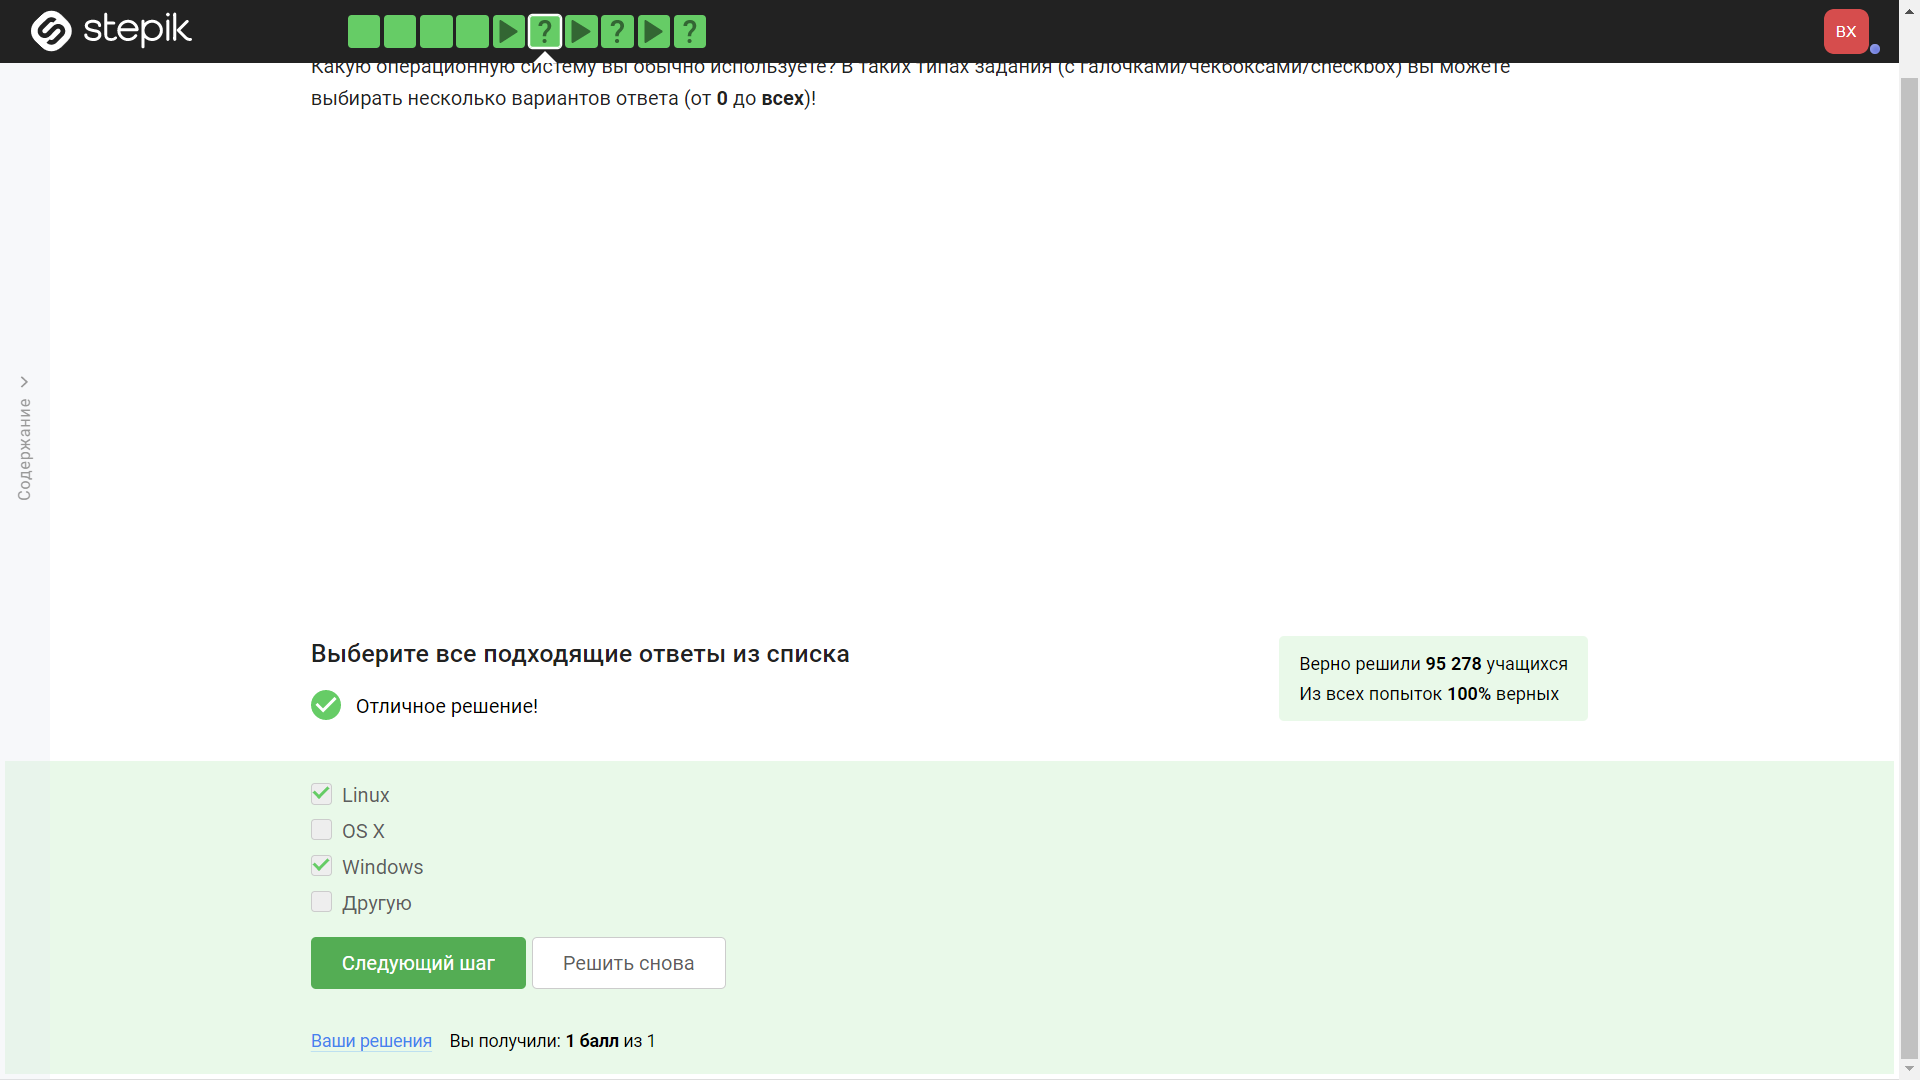 stepik
BX
Какую операционную систему вы обычно используете? В таких типах задания (с галочками/чекбоксами/checkbox) вы можете
выбирать несколько вариантов ответа (от 0 до всех)!
Содержание
Выберите все подходящие ответы из списка
Отличное решение!
Верно решили 95 278 учащихся
Из всех попыток 100% верных
Linux
OS X
Windows
Другую
Следующий шаг
Решить снова
Ваши решения Вы получили: 1 балл из 1